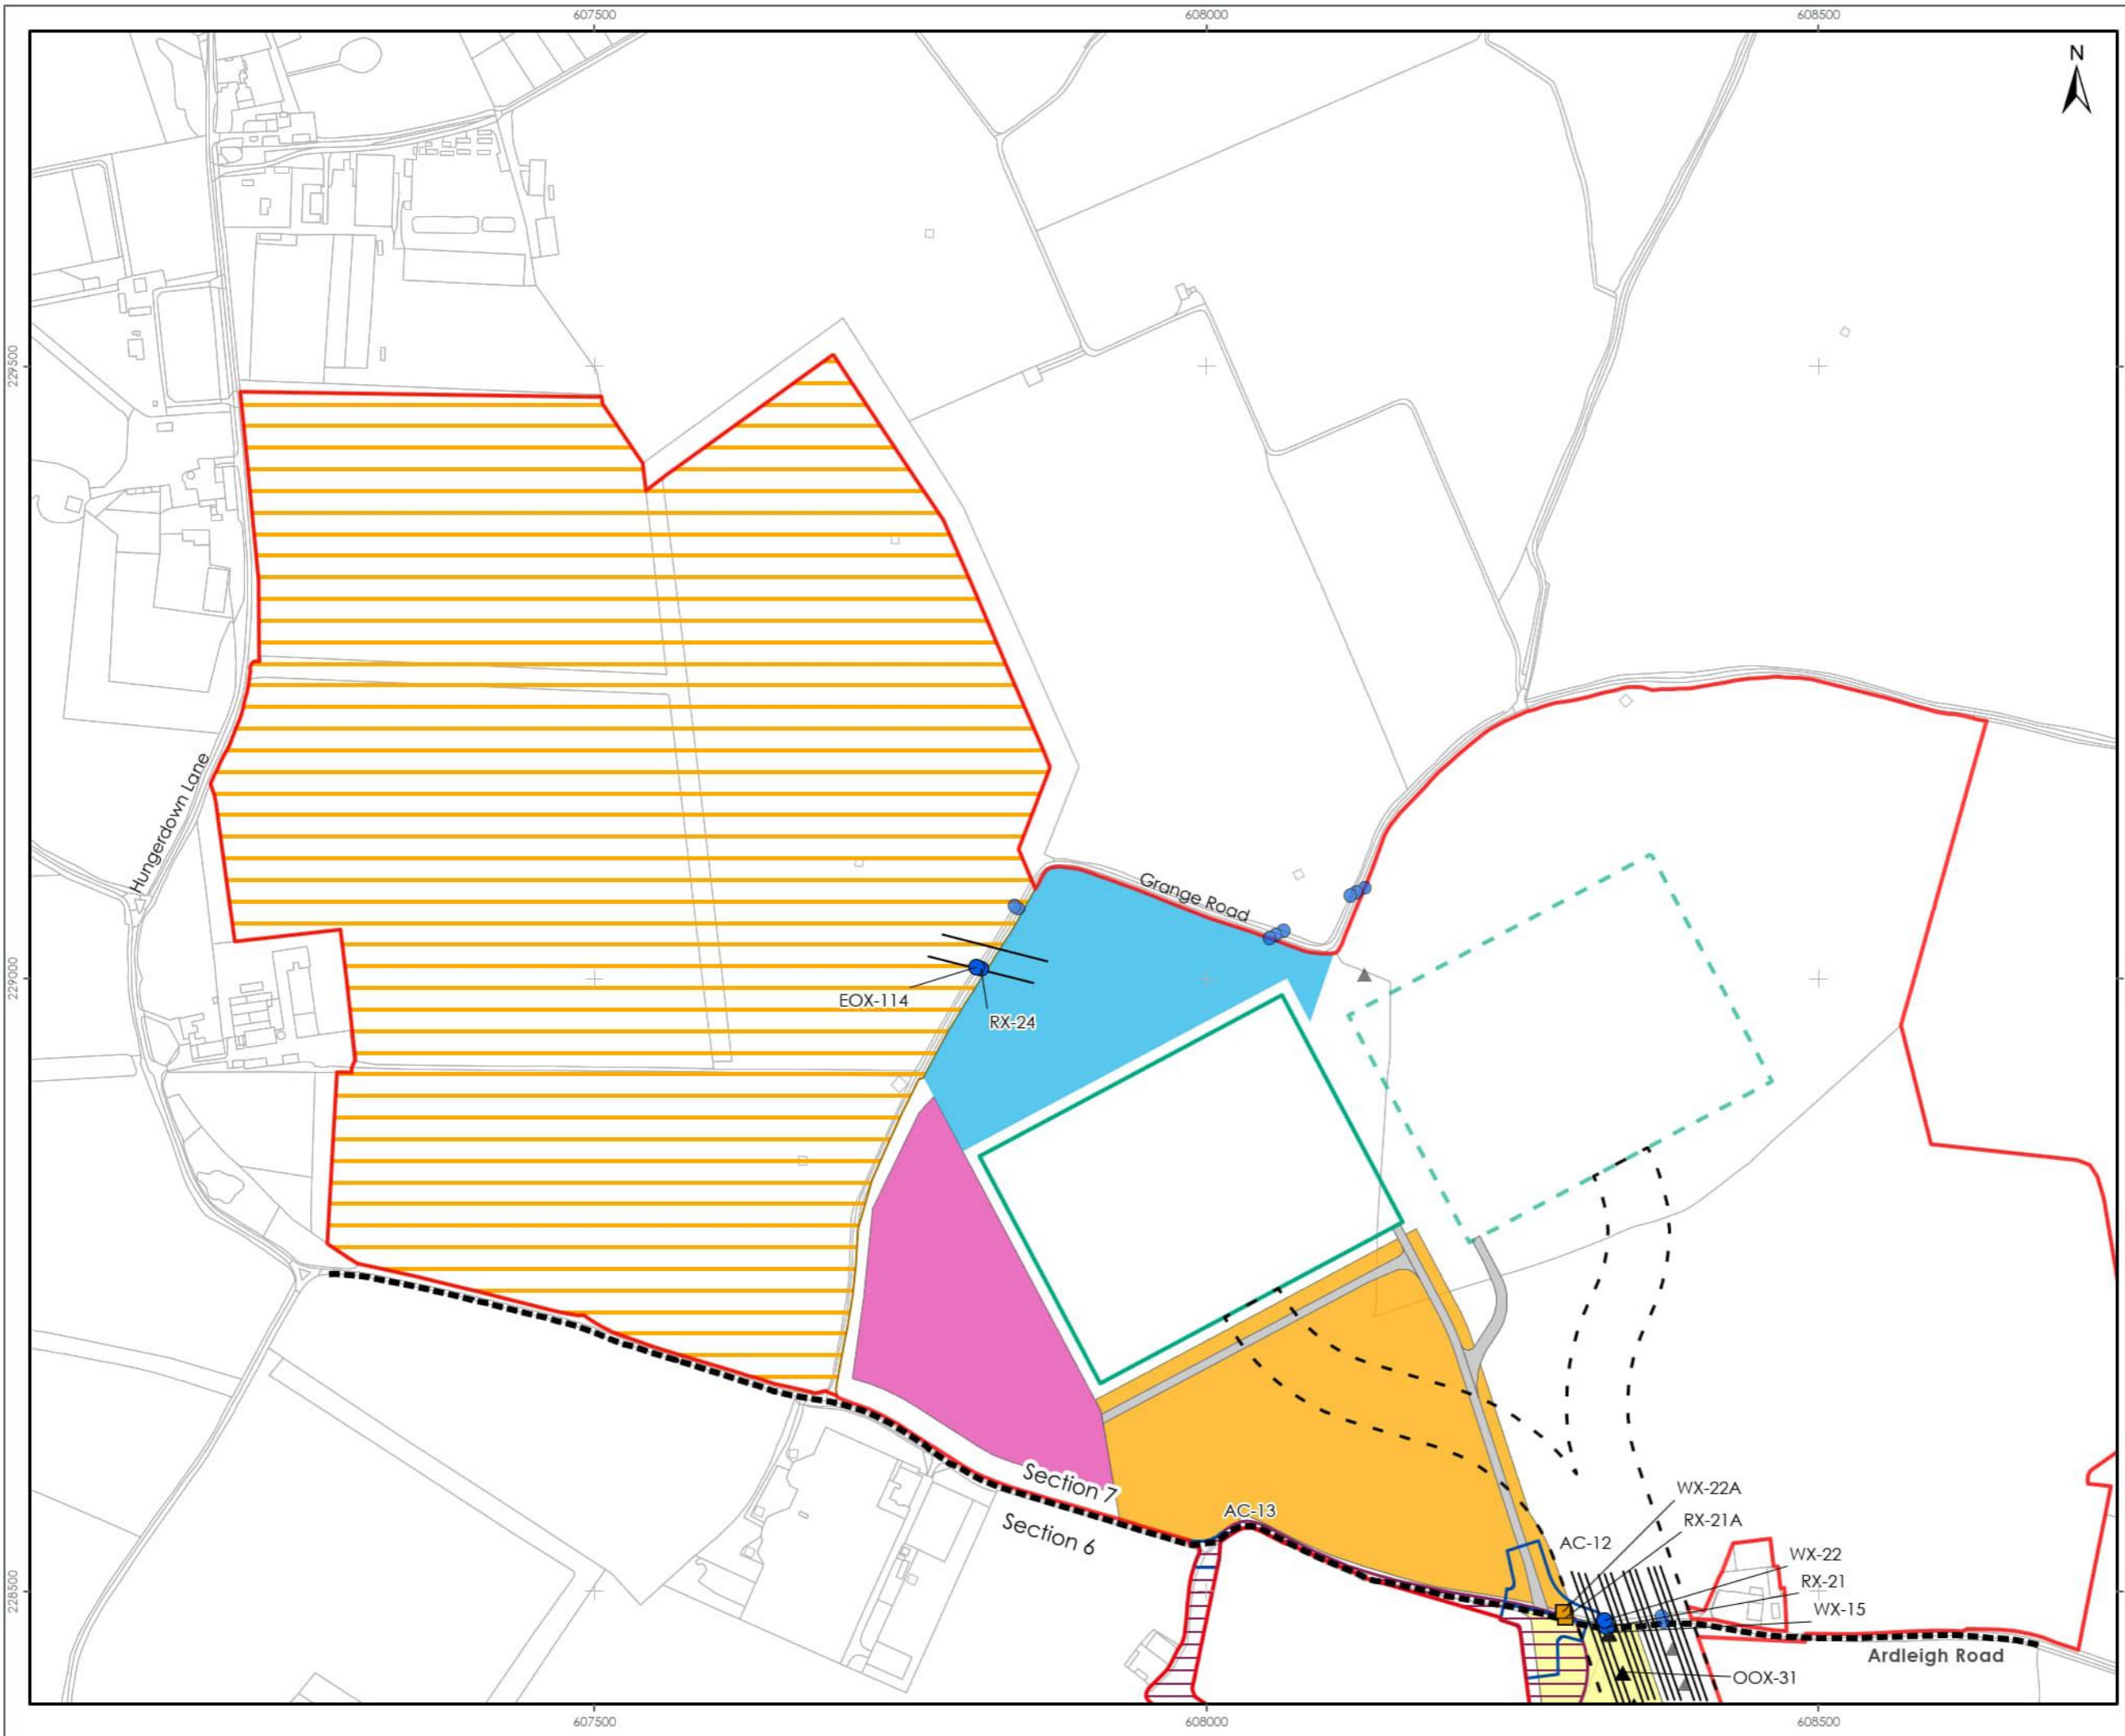 607500
608000
608500
N
229500
Hungerdown Lane
Grange Road
229000
EOX-114
RX-24
Section 7
Section 6
AC-13
WX-22A
RX-21A
AC-12
WX-22
RX-21
WX-15
228500
Ardleigh Road
OOX-31
607500
608000
608500